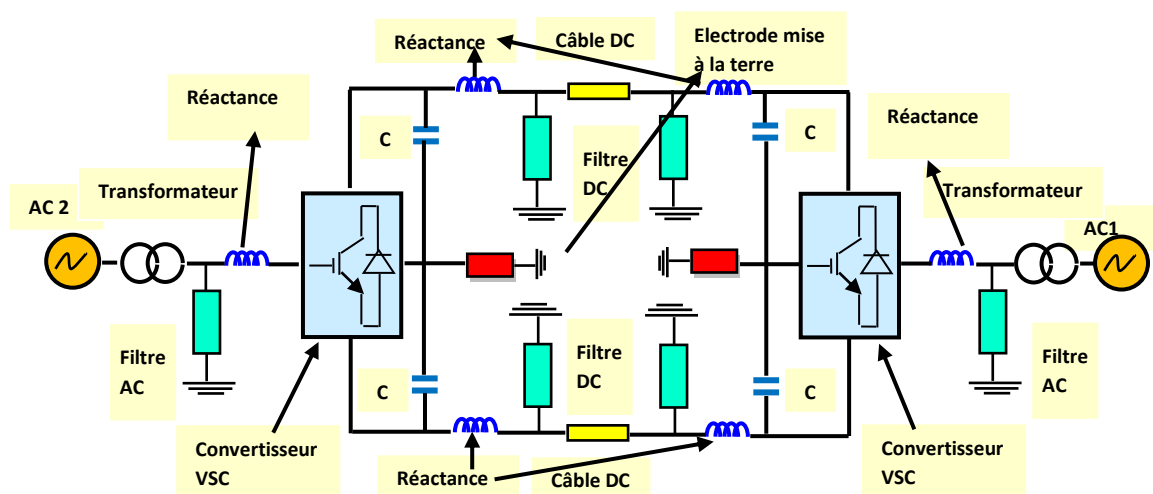 Réactance
Câble DC
Electrode mise
à la terre
Réactance
Réactance
C
C
Filtre
DC
Transformateur
Transformateur
AC 2
AC1
Filtre
AC
Filtre
DC
Filtre
AC
C
C
Convertisseur
VSC
Réactance
Câble DC
Convertisseur
VSC